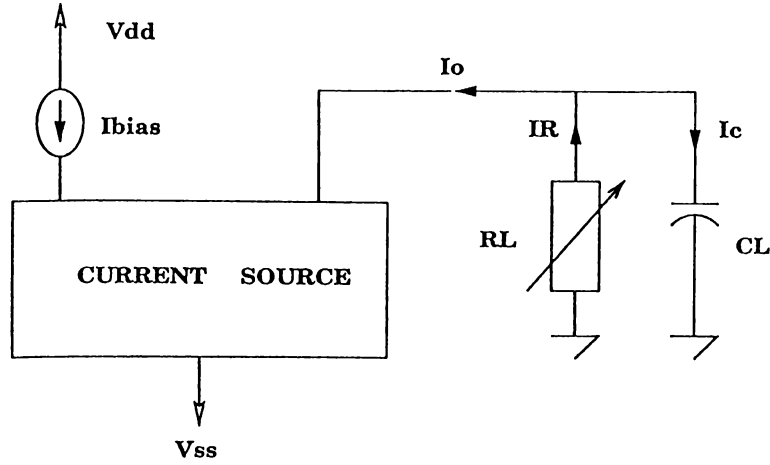 Vdd
Io
Ibias
IR
Ic
RL
CL
CURRENT SOURCE
Vss